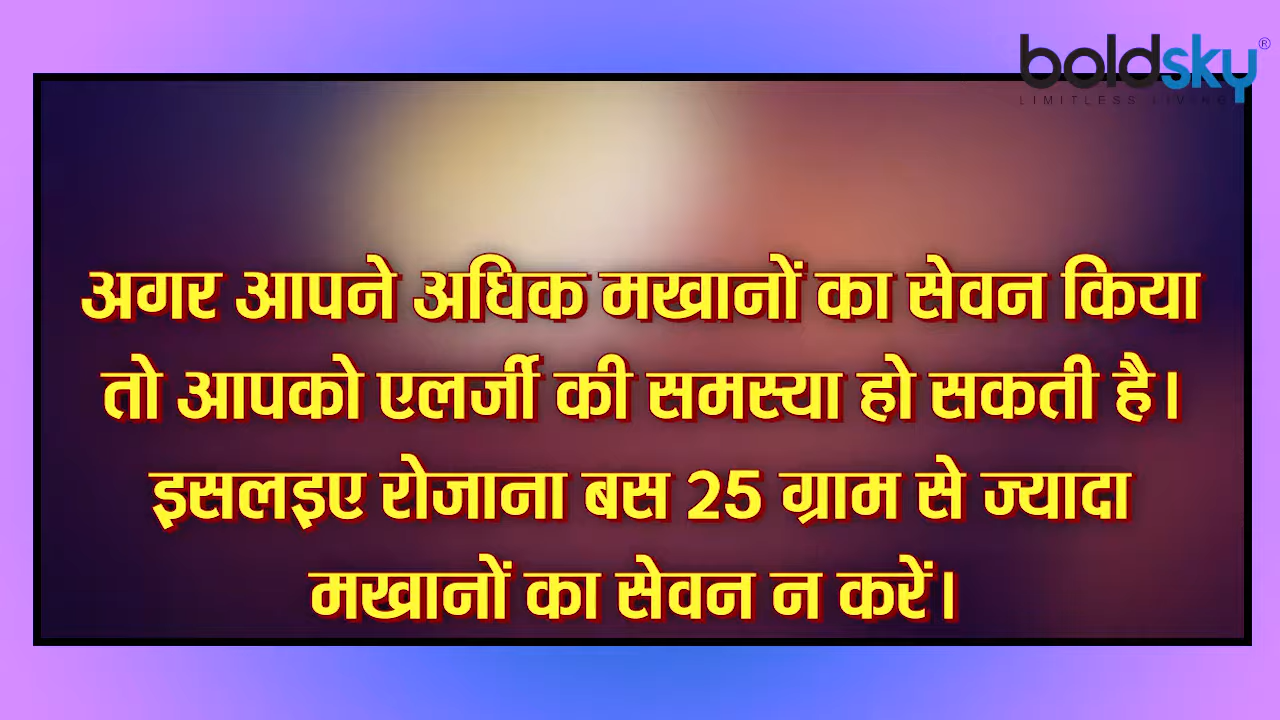 boldsky®
LIMITLESS LIVING
अगर आपने अधिक मखानों का सेवन किया
तो आपको एलर्जी की समस्या हो सकती है।
इसलइए रोजाना बस 25 ग्राम से ज्यादा
मखानों का सेवन न करें।